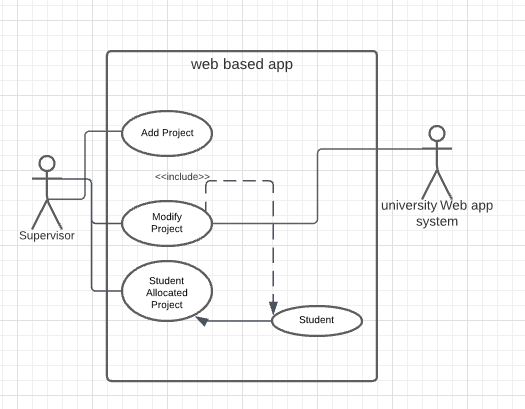 web based app
Add Project
<<include>>
Modify
Project
Student
Allocated
Project
Student
Supervisor
university Web app
system